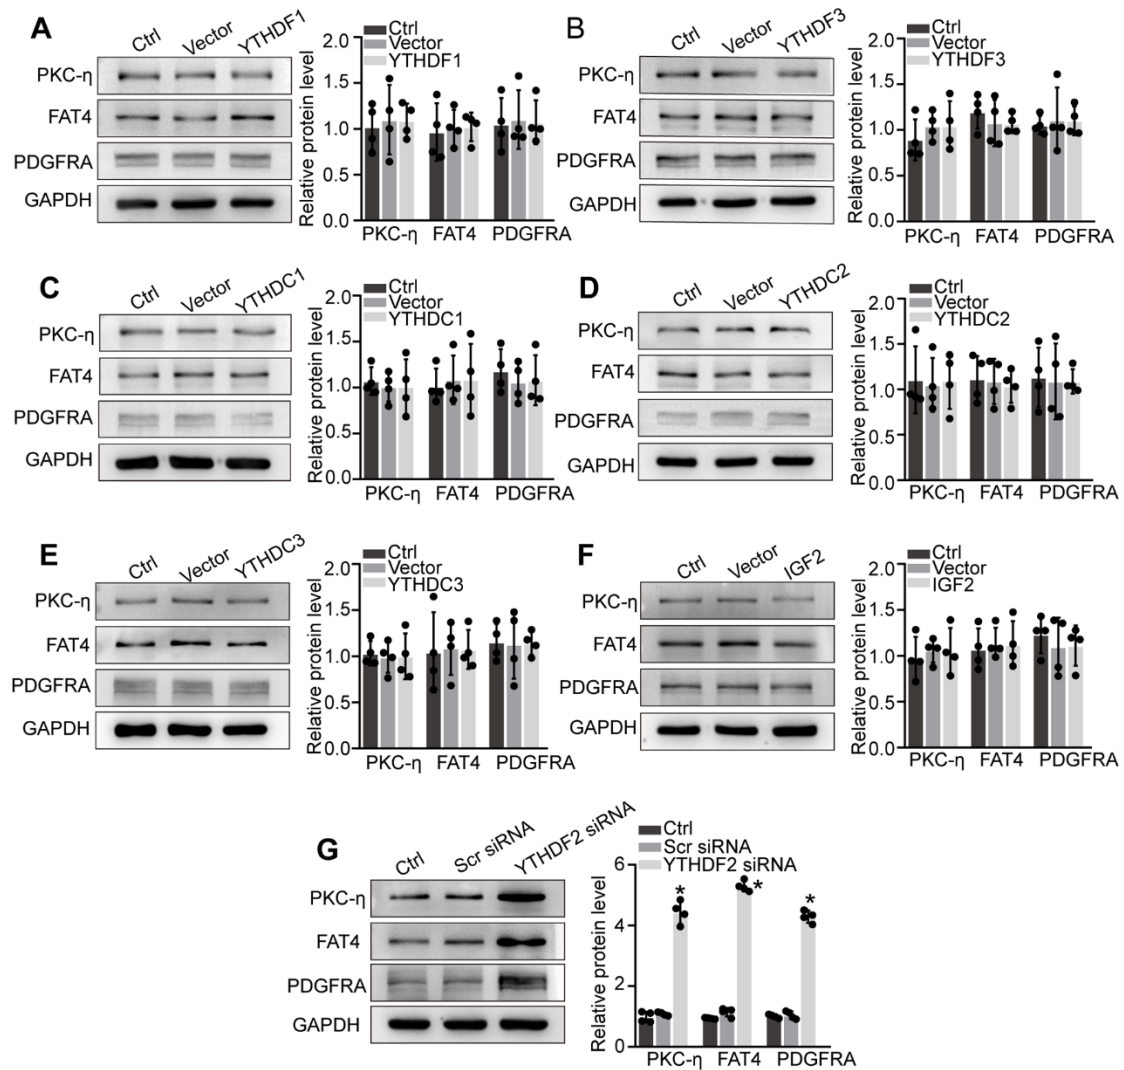 A
Ctrl
Vector
YTHDF1
PKC-η
FAT4
PDGFRA
GAPDH
Relative protein level
2.0
1.5
1.0
0.5
0.0
Ctrl
Vector
YTHDF1
PKC-η FAT4 PDGFRA
B
Ctrl
Vector
YTHDF3
PKC-η
FAT4
PDGFRA
GAPDH
Relative protein level
2.0
1.5
1.0
0.5
0.0
Ctrl
Vector
YTHDF3
PKC-η FAT4 PDGFRA
C
Ctrl
Vector
YTHDC1
PKC-η
FAT4
PDGFRA
GAPDH
Relative protein level
2.0
1.5
1.0
0.5
0.0
Ctrl
Vector
YTHDC1
PKC-η FAT4 PDGFRA
D
Ctrl
Vector
YTHDC2
PKC-η
FAT4
PDGFRA
GAPDH
Relative protein level
2.0
1.5
1.0
0.5
0.0
Ctrl
Vector
YTHDC2
PKC-η FAT4 PDGFRA
E
Ctrl
Vector
YTHDC3
PKC-η
FAT4
PDGFRA
GAPDH
Relative protein level
2.0
1.5
1.0
0.5
0.0
Ctrl
Vector
YTHDC3
PKC-η FAT4 PDGFRA
F
Ctrl
Vector
IGF2
PKC-η
FAT4
PDGFRA
GAPDH
Relative protein level
2.0
1.5
1.0
0.5
0.0
Ctrl
Vector
IGF2
PKC-η FAT4 PDGFRA
G
Ctrl
Scr siRNA
YTHDF2 siRNA
PKC-η
FAT4
PDGFRA
GAPDH
Relative protein level
6
4
2
0
Ctrl
Scr siRNA
YTHDF2 siRNA
* * *
PKC-η FAT4 PDGFRA